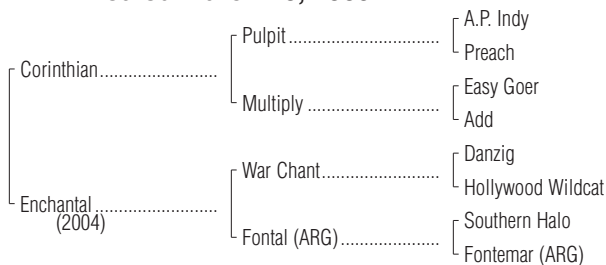 A.P. Indy
Pulpit
Preach
Corinthian
Easy Goer
Multiply
Add
Danzig
War Chant
Hollywood Wildcat
Enchantal
(2004)
Southern Halo
Fontal (ARG)
Fontemar (ARG)